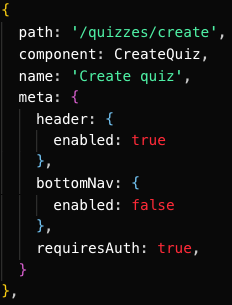 {
  path: '/quizzes/create',
  component: CreateQuiz,
  name: 'Create quiz',
  meta: {
    header: {
      enabled: true
    },
    bottomNav: {
      enabled: false
    },
    requiresAuth: true,
  }
},